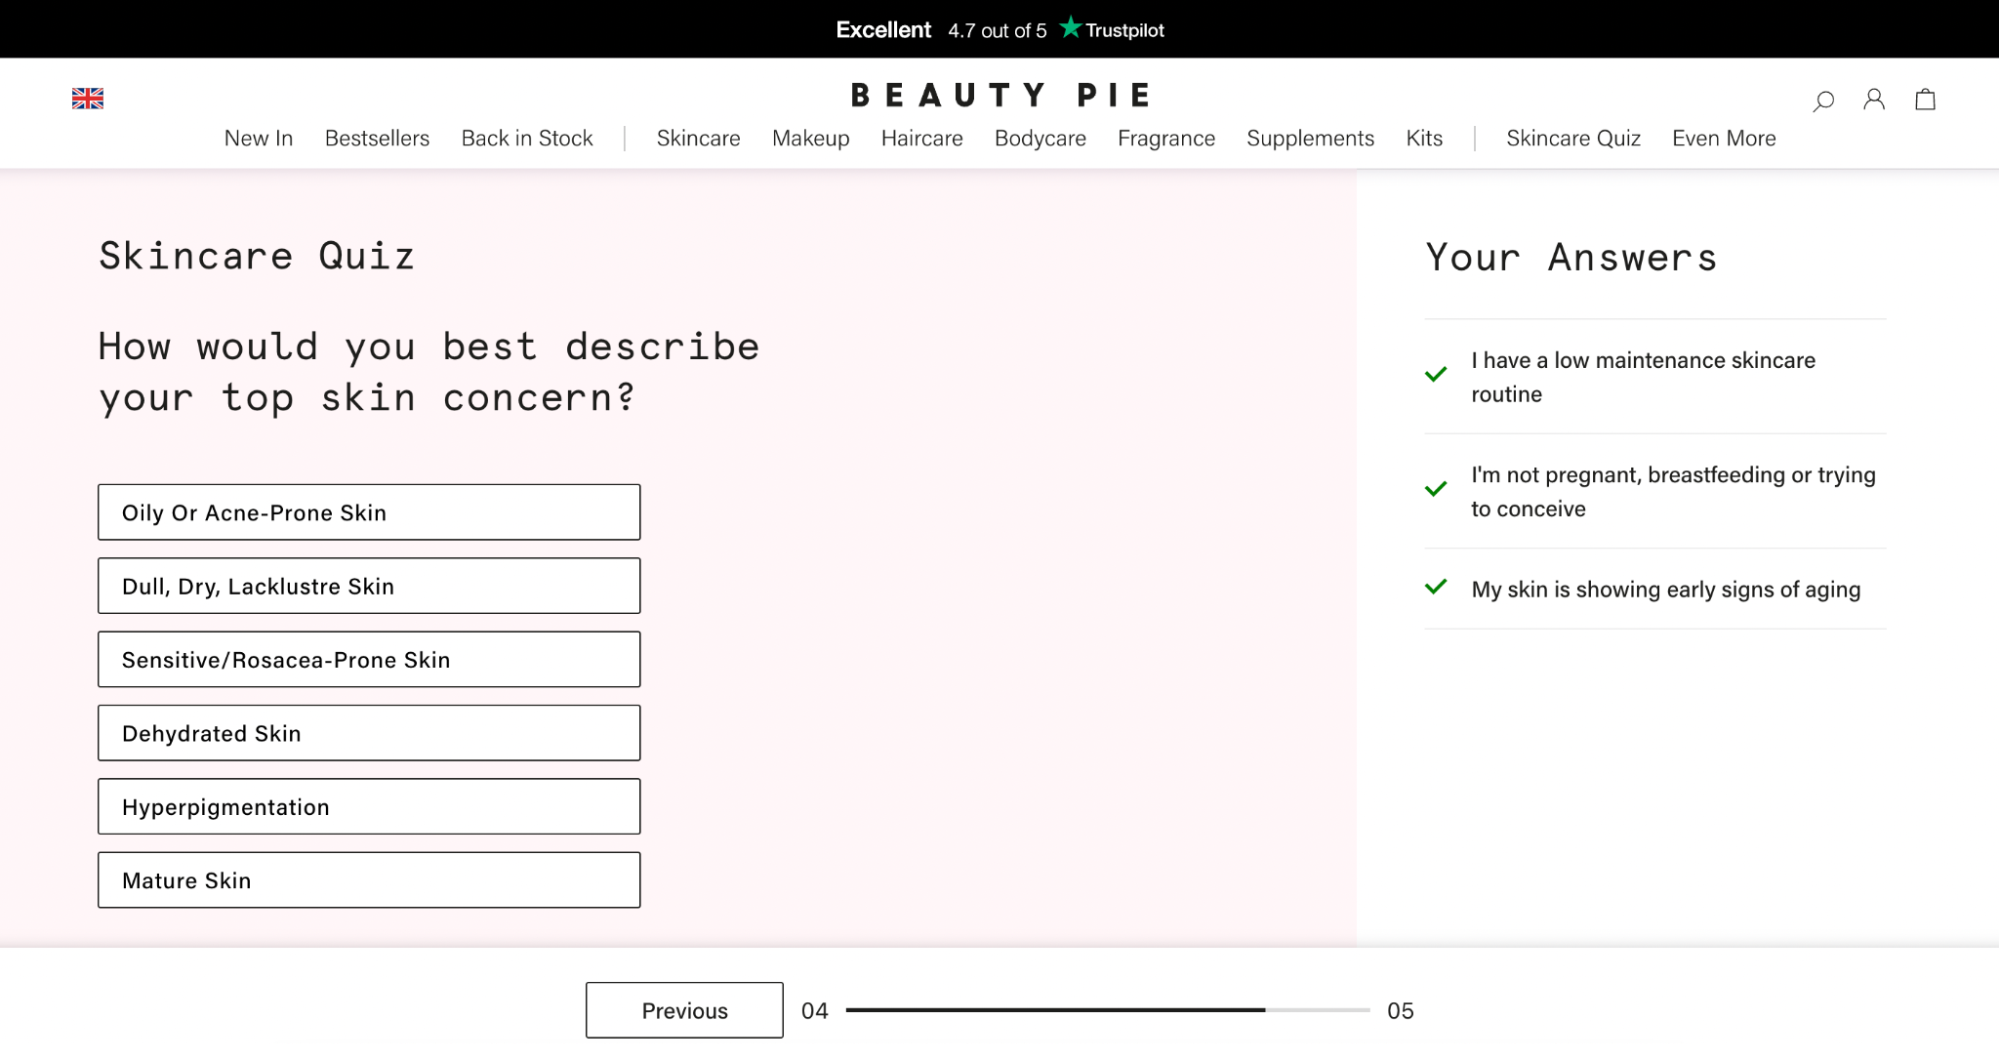 Excellent 4.7 out of 5 Trustpilot
BEAUTY PIE
New In Bestsellers Back in Stock Skincare Makeup Haircare Bodycare Fragrance Supplements Kits Skincare Quiz Even More
Skincare Quiz
How would you best describe
your top skin concern?
Oily Or Acne-Prone Skin
Dull, Dry, Lacklustre Skin
Sensitive/Rosacea-Prone Skin
Dehydrated Skin
Hyperpigmentation
Mature Skin
Your Answers
I have a low maintenance skincare
routine
I'm not pregnant, breastfeeding or trying
to conceive
My skin is showing early signs of aging
Previous 04 05